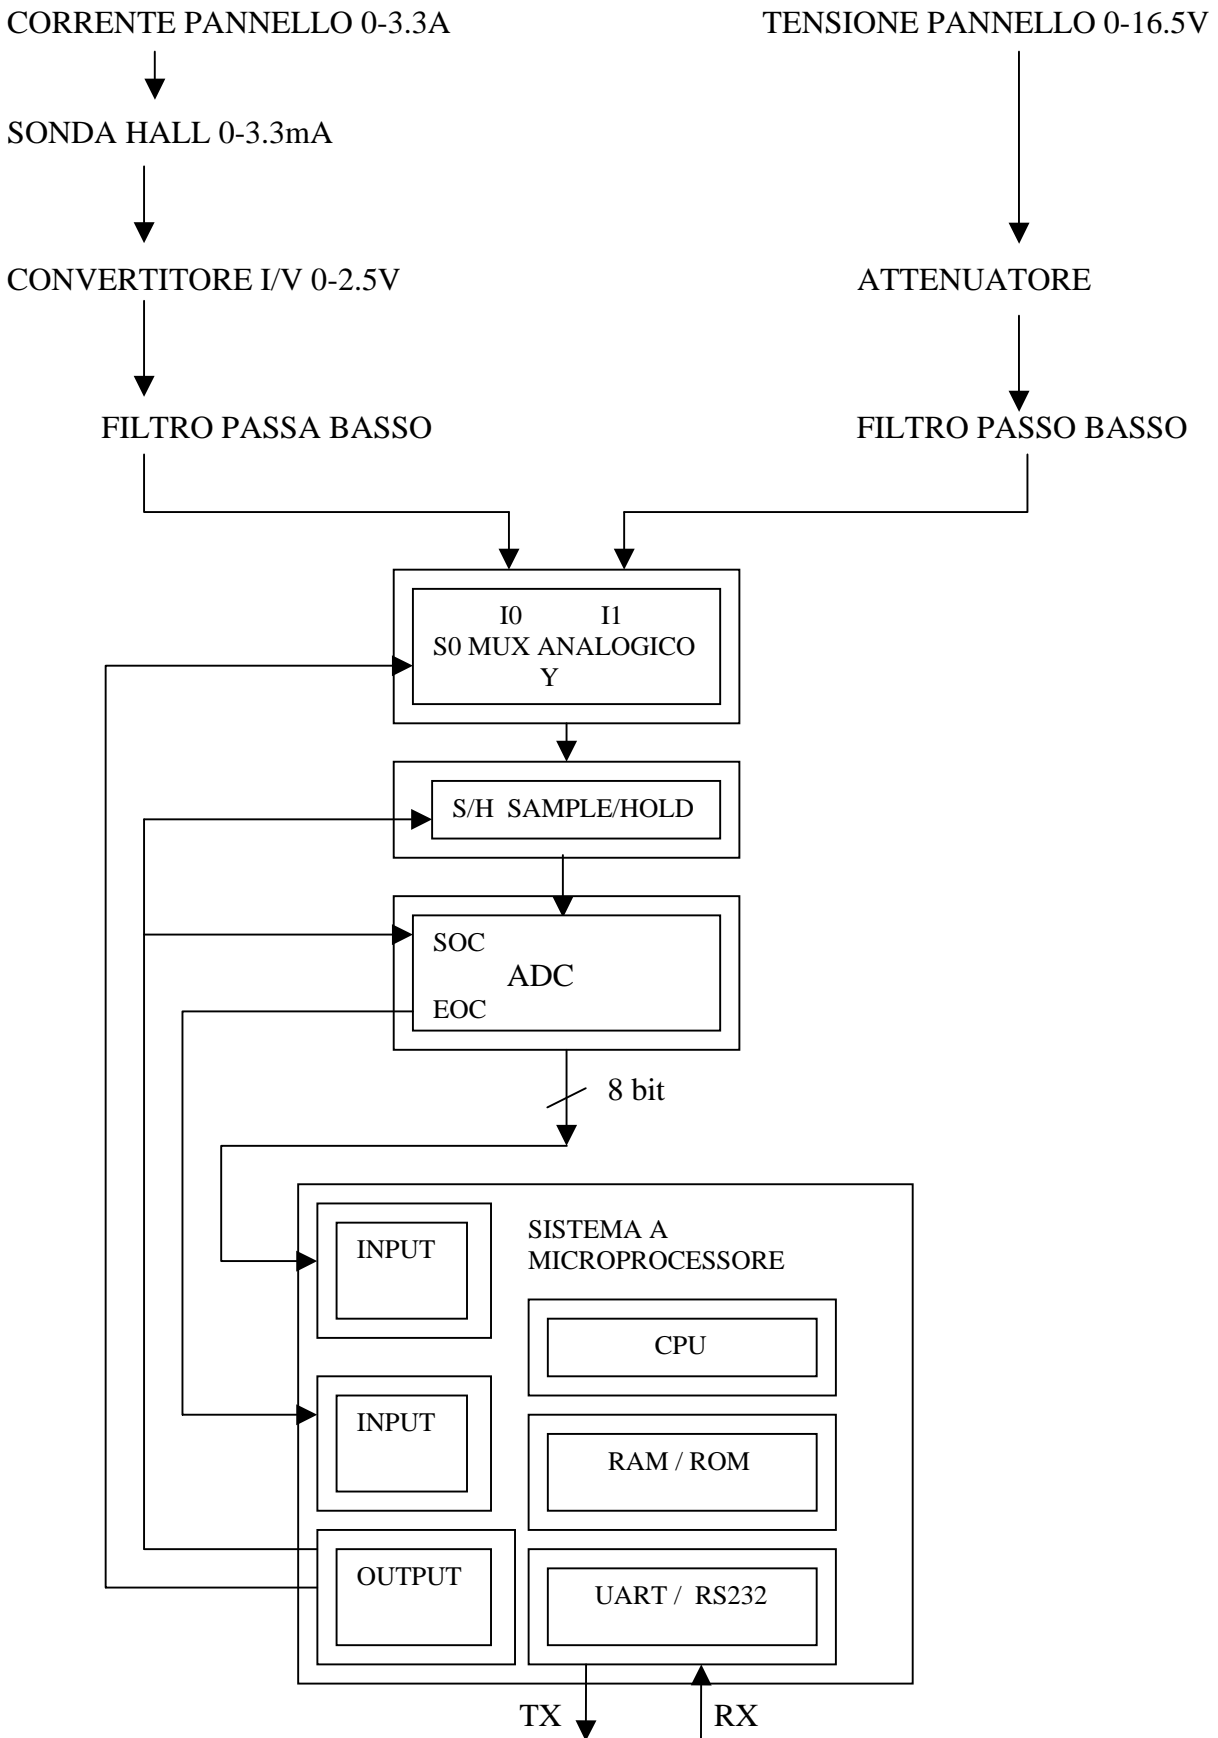 CORRENTE PANNELLO 0-3.3A
TENSIONE PANNELLO 0-16.5V
SONDA HALL 0-3.3mA
CONVERTITORE I/V 0-2.5V
ATTENUATORE
FILTRO PASSA BASSO
FILTRO PASSO BASSO
I0 I1
S0 MUX ANALOGICO
Y
S/H SAMPLE/HOLD
SOC
ADC
EOC
8 bit
INPUT
SISTEMA A
MICROPROCESSORE
CPU
INPUT
RAM / ROM
OUTPUT
UART / RS232
TX
RX